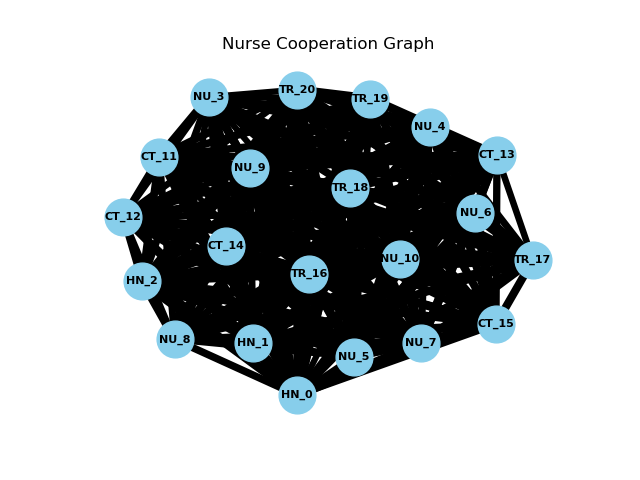 Nurse Cooperation Graph
TR_20
NU_3
TR_19
NU_4
CT_13
CT_11
NU_9
TR_18
NU_6
CT_12
CT_14
NU_10
TR_17
TR_16
HN_2
CT_15
NU_8
HN_1
NU_7
NU_5
HN_0